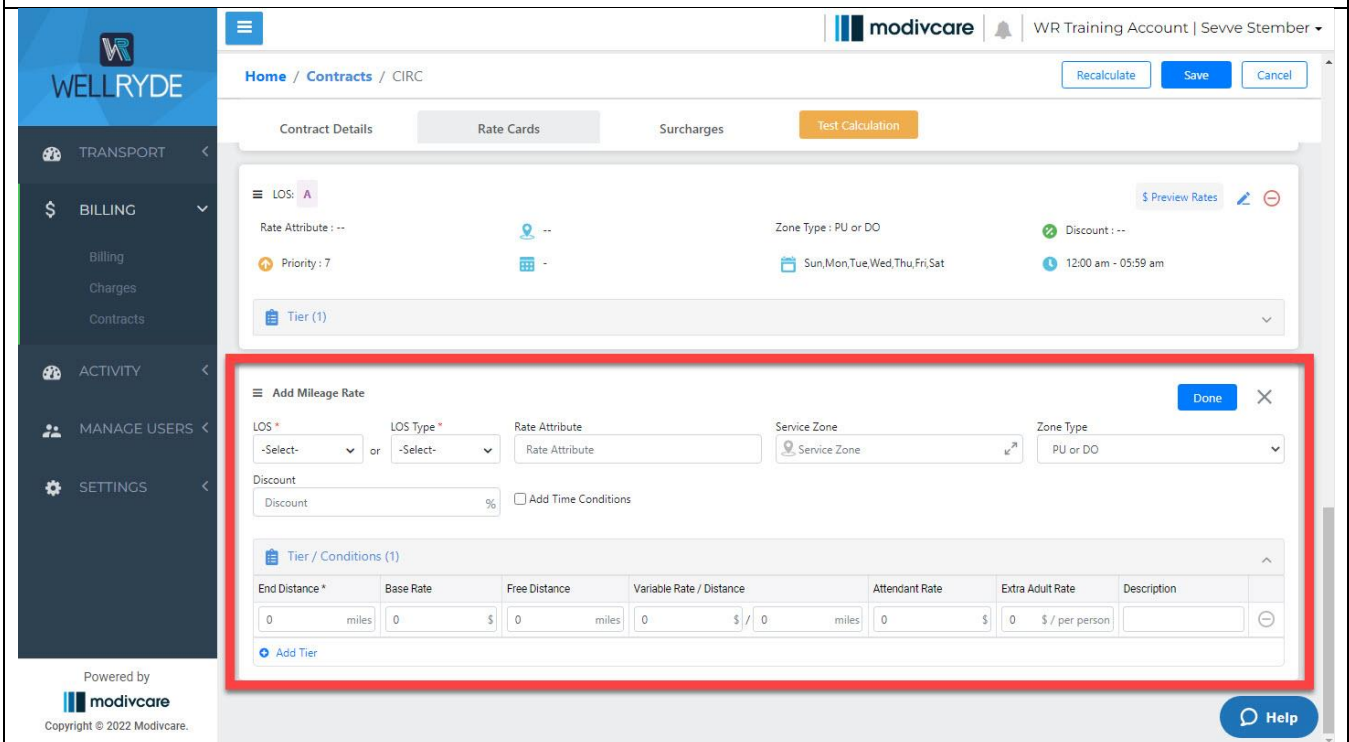 modivcare WR Training Account | Sevve Stember
WR
WELLRYDE
Home / Contracts / CIRC
Recalculate Save Cancel
Contract Details Rate Cards Surcharges Test Calculation
TRANSPORT
BILLING
Billing
Charges
Contracts
ACTIVITY
MANAGE USERS
SETTINGS
LOS: A $ Preview Rates
Rate Attribute : -- -- Zone Type : PU or DO Discount : --
Priority : 7 - Sun,Mon,Tue,Wed,Thu,Fri,Sat 12:00 am - 05:59 am
Tier (1)
Add Mileage Rate Done
LOS * LOS Type * Rate Attribute Service Zone Zone Type
-Select- or -Select- Rate Attribute Service Zone PU or DO
Discount
Discount % Add Time Conditions
Tier / Conditions (1)
End Distance * Base Rate Free Distance Variable Rate / Distance Attendant Rate Extra Adult Rate Description
0 miles 0 $ 0 miles 0 $ / 0 miles 0 $ 0 $ / per person
Add Tier
Powered by
modivcare
Copyright © 2022 Modivcare.
Help